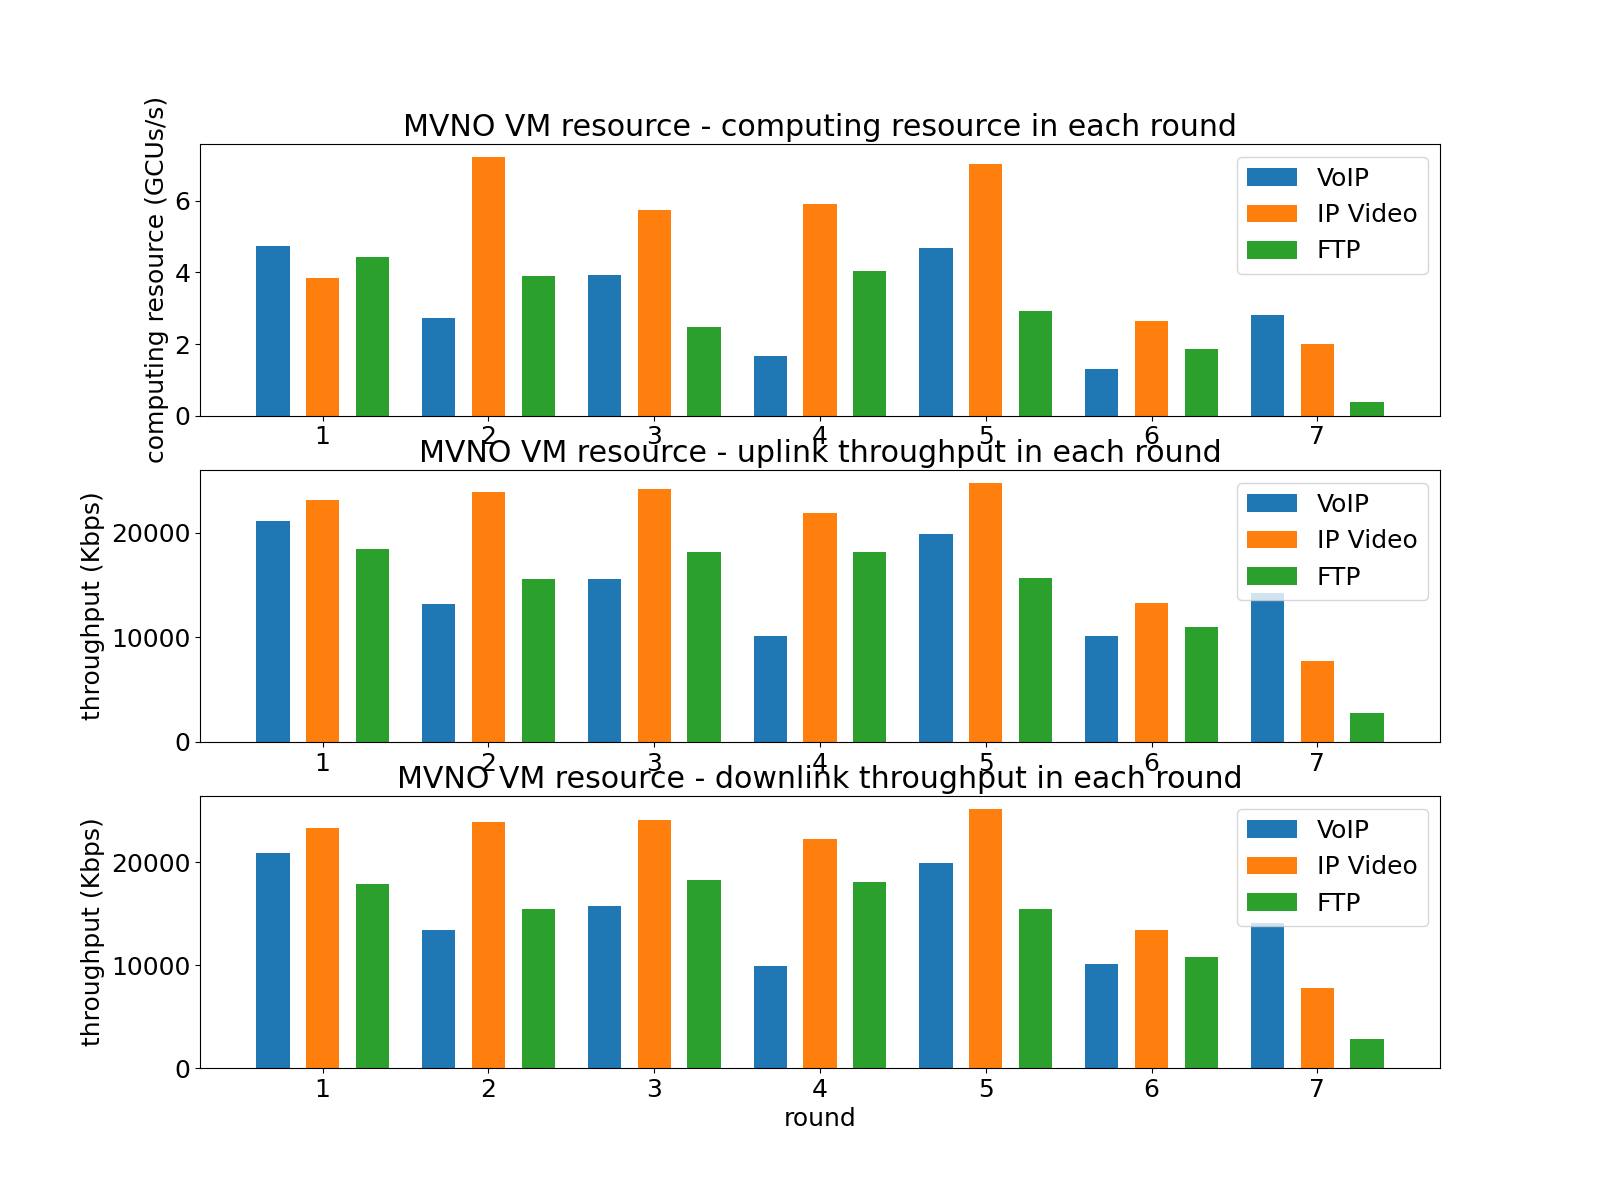 MVNO VM resource - computing resource in each round
computing resource (GCUs/s)
6
4
2
0
VoIP
IP Video
FTP
1 2 3 4 5 6 7
MVNO VM resource - uplink throughput in each round
throughput (Kbps)
20000
10000
0
VoIP
IP Video
FTP
1 2 3 4 5 6 7
MVNO VM resource - downlink throughput in each round
throughput (Kbps)
20000
10000
0
VoIP
IP Video
FTP
1 2 3 4 5 6 7
round